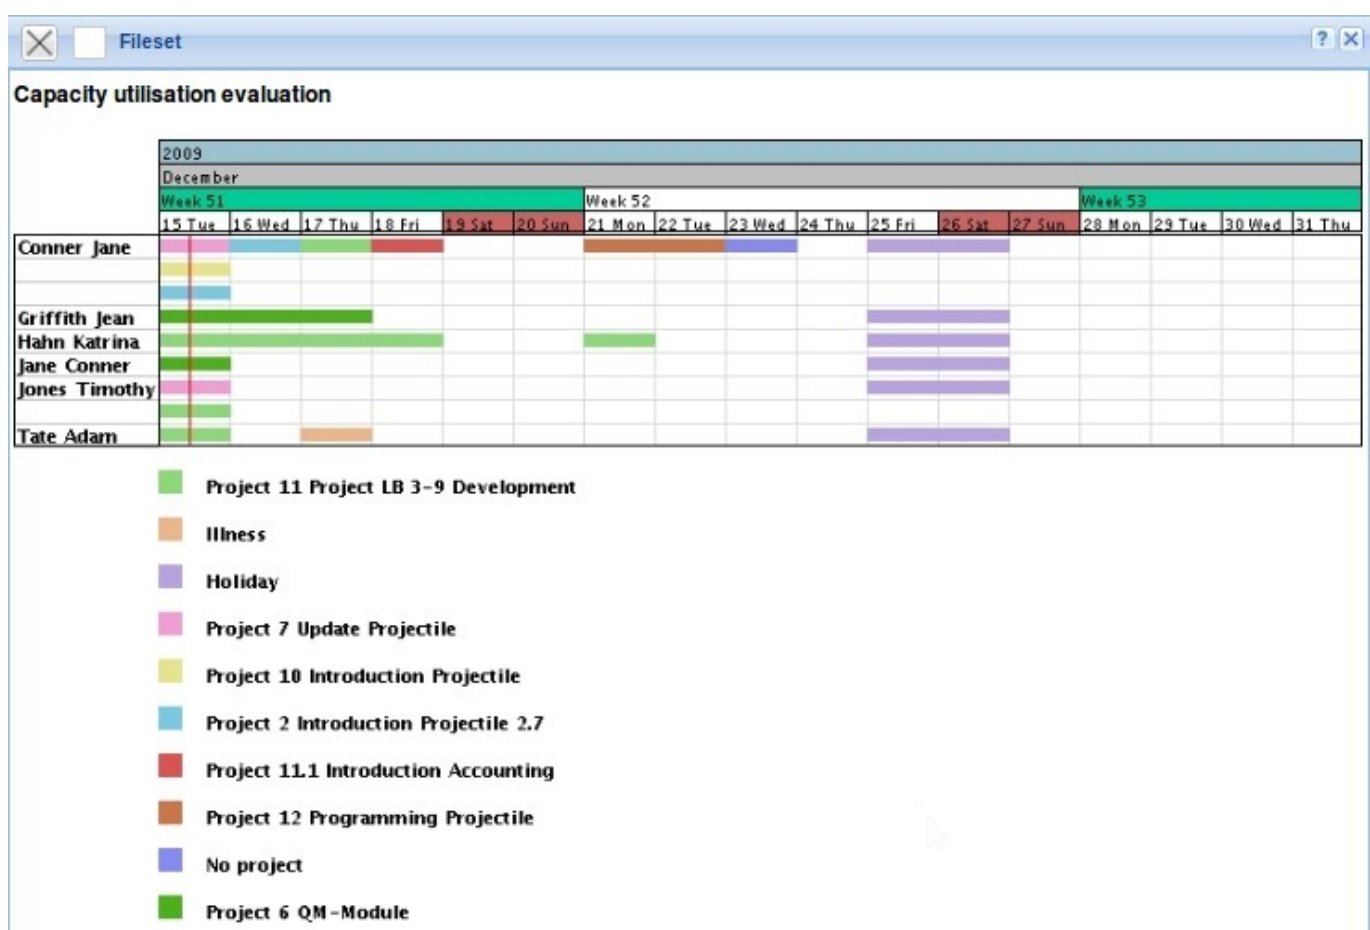 Fileset
?
Capacity utilisation evaluation
2009
December
Week 51 Week 52 Week 53
15 Tue 16 Wed 17 Thu 18 Fri 19 Sat 20 Sun 21 Mon 22 Tue 23 Wed 24 Thu 25 Fri 26 Sat 27 Sun 28 Mon 29 Tue 30 Wed 31 Thu
Conner Jane
Griffith Jean
Hahn Katrina
Jane Conner
Jones Timothy
Tate Adam
Project 11 Project LB 3-9 Development
Illness
Holiday
Project 7 Update Projectile
Project 10 Introduction Projectile
Project 2 Introduction Projectile 2.7
Project 11.1 Introduction Accounting
Project 12 Programming Projectile
No project
Project 6 QM-Module